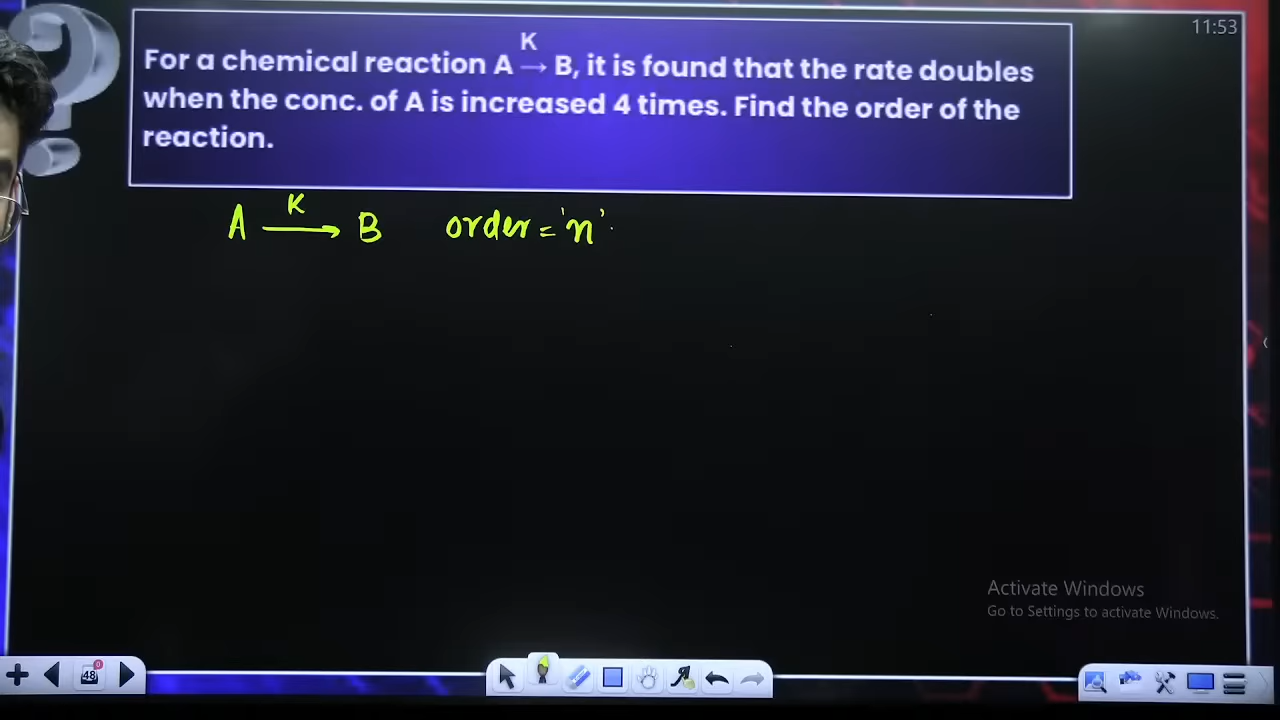 11:53
K
For a chemical reaction A → B, it is found that the rate doubles
when the conc. of A is increased 4 times. Find the order of the
reaction.
A K→ B order = 'n'
Activate Windows
Go to Settings to activate Windows.
48
0